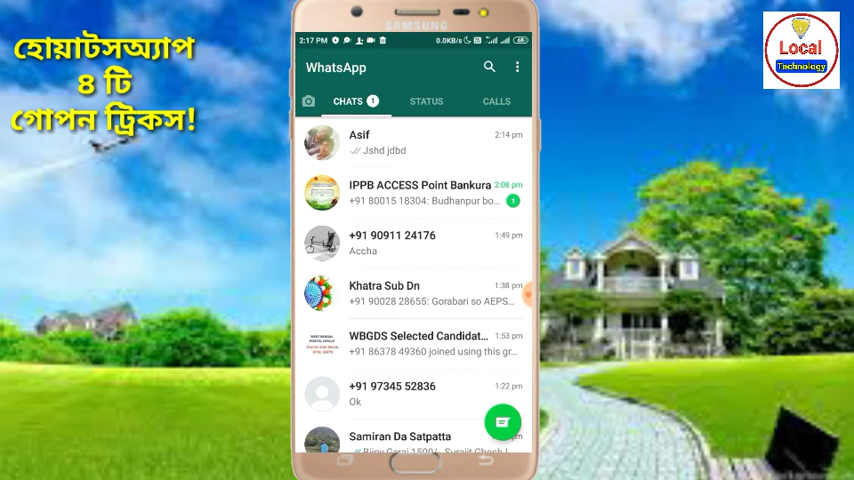 হোয়াটসঅ্যাপ
৪ টি
গোপন ট্রিকস!
Local
Technology
SAMSUNG
2:17 PM
0.0KB/s
68
WhatsApp
CHATS 1
STATUS
CALLS
Asif
2:14 pm
Jshd jdbd
IPPB ACCESS Point Bankura
2:08 pm
+91 80015 18304: Budhanpur bo...
1
+91 90911 24176
1:49 pm
Accha
Khatra Sub Dn
1:38 pm
+91 90028 28655: Gorabari so AEPS...
WBGDS Selected Candidat...
1:53 pm
+91 86378 49360 joined using this gr...
+91 97345 52836
1:22 pm
Ok
Samiran Da Satpatta
pm